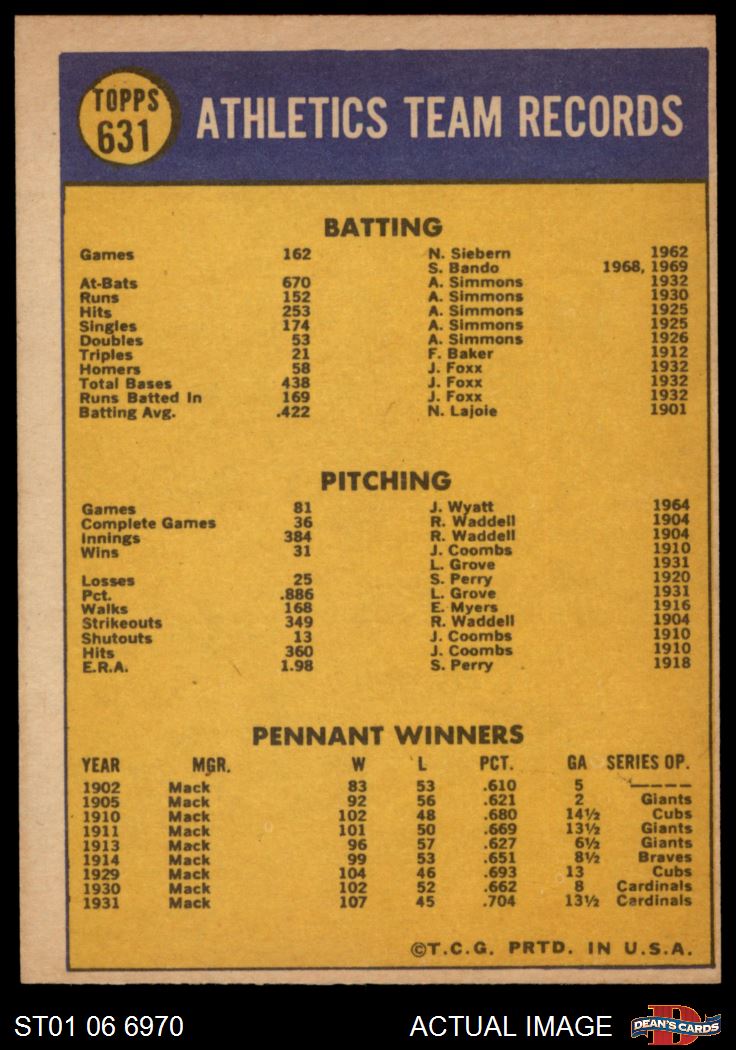 TOPPS
631
ATHLETICS TEAM RECORDS
BATTING
Games 162 N. Siebern 1962
S. Bando 1968, 1969
At-Bats 670 A. Simmons 1932
Runs 152 A. Simmons 1930
Hits 253 A. Simmons 1925
Singles 174 A. Simmons 1925
Doubles 53 A. Simmons 1926
Triples 21 F. Baker 1912
Homers 58 J. Foxx 1932
Total Bases 438 J. Foxx 1932
Runs Batted In 169 J. Foxx 1932
Batting Avg. .422 N. Lajoie 1901
PITCHING
Games 81 J. Wyatt 1964
Complete Games 36 R. Waddell 1904
Innings 384 R. Waddell 1904
Wins 31 J. Coombs 1910
L. Grove 1931
Losses 25 S. Perry 1920
Pct. .886 L. Grove 1931
Walks 168 E. Myers 1916
Strikeouts 349 R. Waddell 1904
Shutouts 13 J. Coombs 1910
Hits 360 J. Coombs 1910
E.R.A. 1.98 S. Perry 1918
PENNANT WINNERS
YEAR MGR. W L PCT. GA SERIES OP.
1902 Mack 83 53 .610 5 -----
1905 Mack 92 56 .621 2 Giants
1910 Mack 102 48 .680 14½ Cubs
1911 Mack 101 50 .669 13½ Giants
1913 Mack 96 57 .627 6½ Giants
1914 Mack 99 53 .651 8½ Braves
1929 Mack 104 46 .693 13 Cubs
1930 Mack 102 52 .662 8 Cardinals
1931 Mack 107 45 .704 13½ Cardinals
©T.C.G. PRTD. IN U.S.A.
ST01 06 6970 ACTUAL IMAGE D DEAN'S CARDS